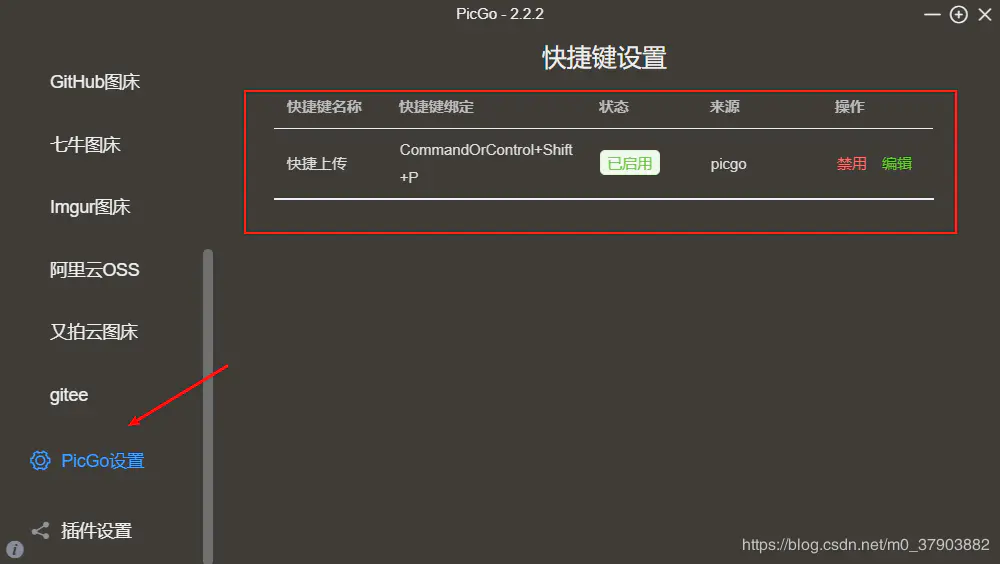 PicGo - 2.2.2
快捷键设置
GitHub图床
七牛图床
Imgur图床
阿里云OSS
又拍云图床
gitee
PicGo设置
插件设置
快捷键名称 快捷键绑定 状态 来源 操作
快捷上传 CommandOrControl+Shift
+P 已启用 picgo 禁用 编辑
https://blog.csdn.net/m0_37903882